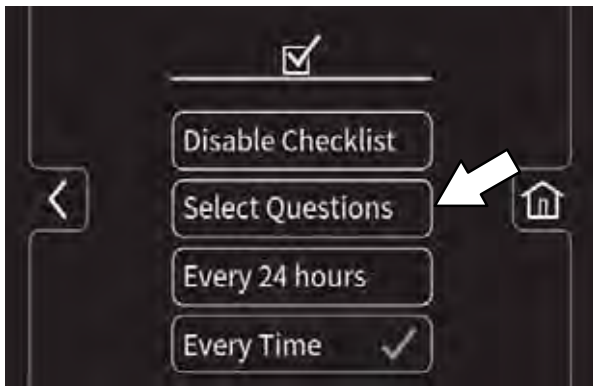 Disable Checklist
Select Questions
Every 24 hours
Every Time